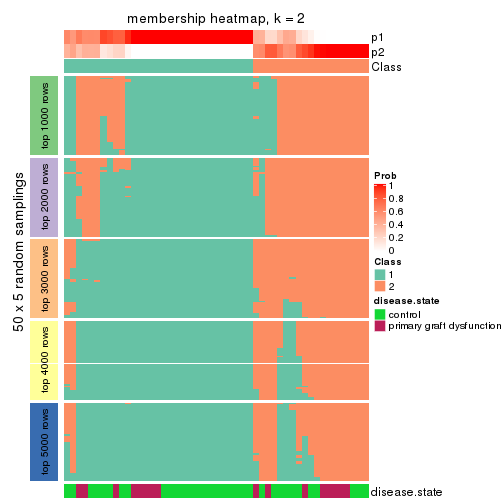 membership heatmap, k = 2
p1
p2
Class
50 x 5 random samplings
top 1000 rows
top 2000 rows
top 3000 rows
top 4000 rows
top 5000 rows
Prob
1
0.8
0.6
0.4
0.2
0
Class
1
2
disease.state
control
primary graft dysfunction
disease.state